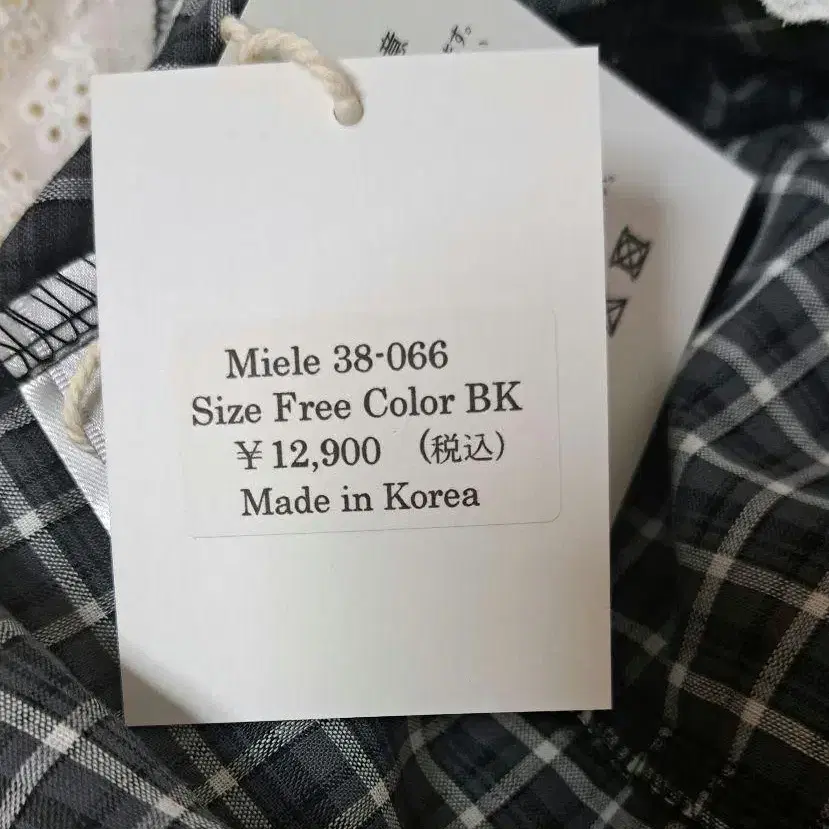 Miele 38-066
Size Free Color BK
¥12,900 (税込)
Made in Korea